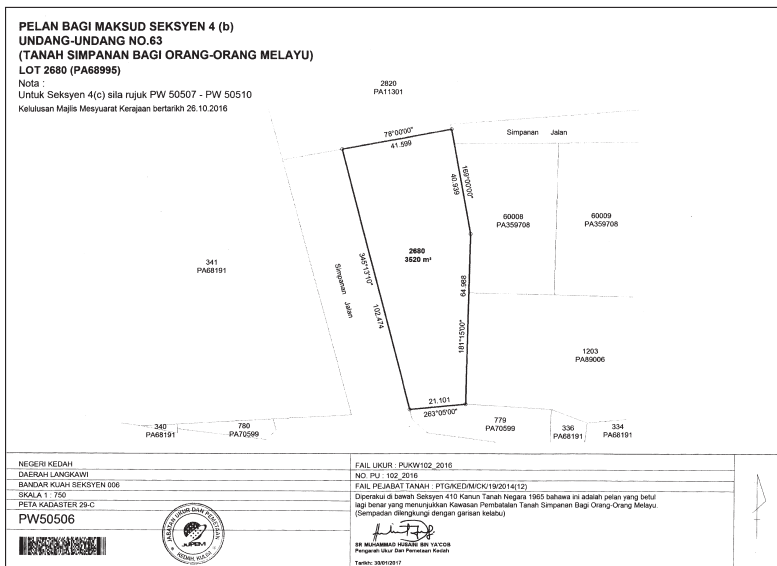 PELAN BAGI MAKSUD SEKSYEN 4 (b)
UNDANG-UNDANG NO.63
(TANAH SIMPANAN BAGI ORANG-ORANG MELAYU)
LOT 2680 (PA68995)
Nota :
Untuk Seksyen 4(c) sila rujuk PW 50507 - PW 50510
Kelulusan Majlis Mesyuarat Kerajaan bertarikh 26.10.2016
2820
PA11301
78°00'00"
41.599
Simpanan Jalan
169°00'00"
40.939
60008
PA359708
60009
PA359708
341
PA68191
2680
3520 m²
345°13'10"
102.474
Simpanan Jalan
64.988
181°15'00"
1203
PA89006
21.101
263°05'00"
340
PA68191
780
PA70599
779
PA70599
336
PA68191
334
PA68191
NEGERI KEDAH
DAERAH LANGKAWI
BANDAR KUAH SEKSYEN 006
SKALA 1 : 750
PETA KADASTER 29-C
PW50506
JABATAN UKUR DAN PEMETAAN
JUPEM
KEDAH,
FAIL UKUR : PUKW102_2016
NO. PU : 102_2016
FAIL PEJABAT TANAH : PTG/KED/M/CK/19/2014(12)
Diperakui di bawah Seksyen 410 Kanun Tanah Negara 1965 bahawa ini adalah pelan yang betul
lagi benar yang menunjukkan Kawasan Pembatalan Tanah Simpanan Bagi Orang-Orang Melayu.
(Sempadan dilengkungi dengan garisan kelabu)
SR MUHAMMAD HUSAINI BIN YA'COB
Pengarah Ukur Dan Pemetaan Kedah
Tarikh: 30/01/2017